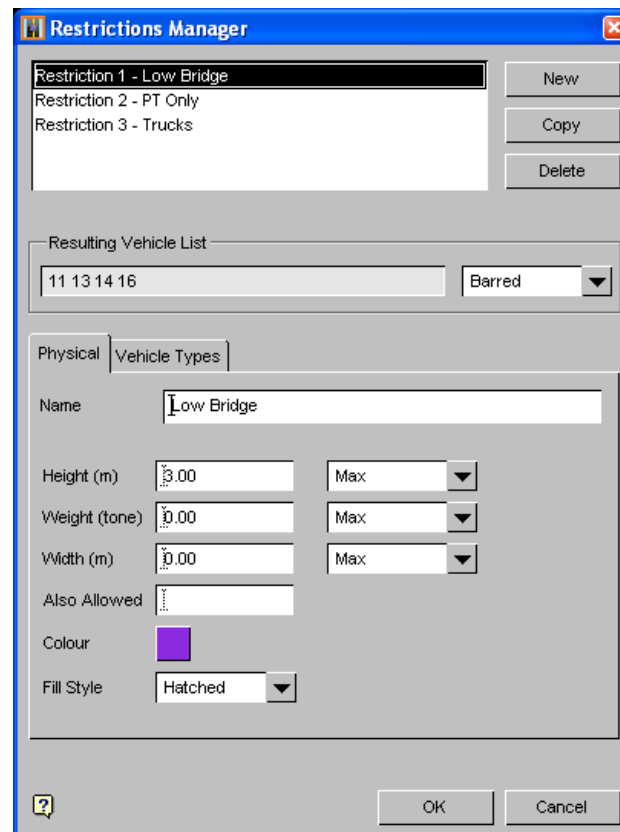 Restrictions Manager
Restriction 1 - Low Bridge
Restriction 2 - PT Only
Restriction 3 - Trucks
New
Copy
Delete
Resulting Vehicle List
11 13 14 16
Barred
Physical
Vehicle Types
Name
Low Bridge
Height (m)
3.00
Max
Weight (tone)
0.00
Max
Width (m)
0.00
Max
Also Allowed
Colour
Fill Style
Hatched
?
OK
Cancel